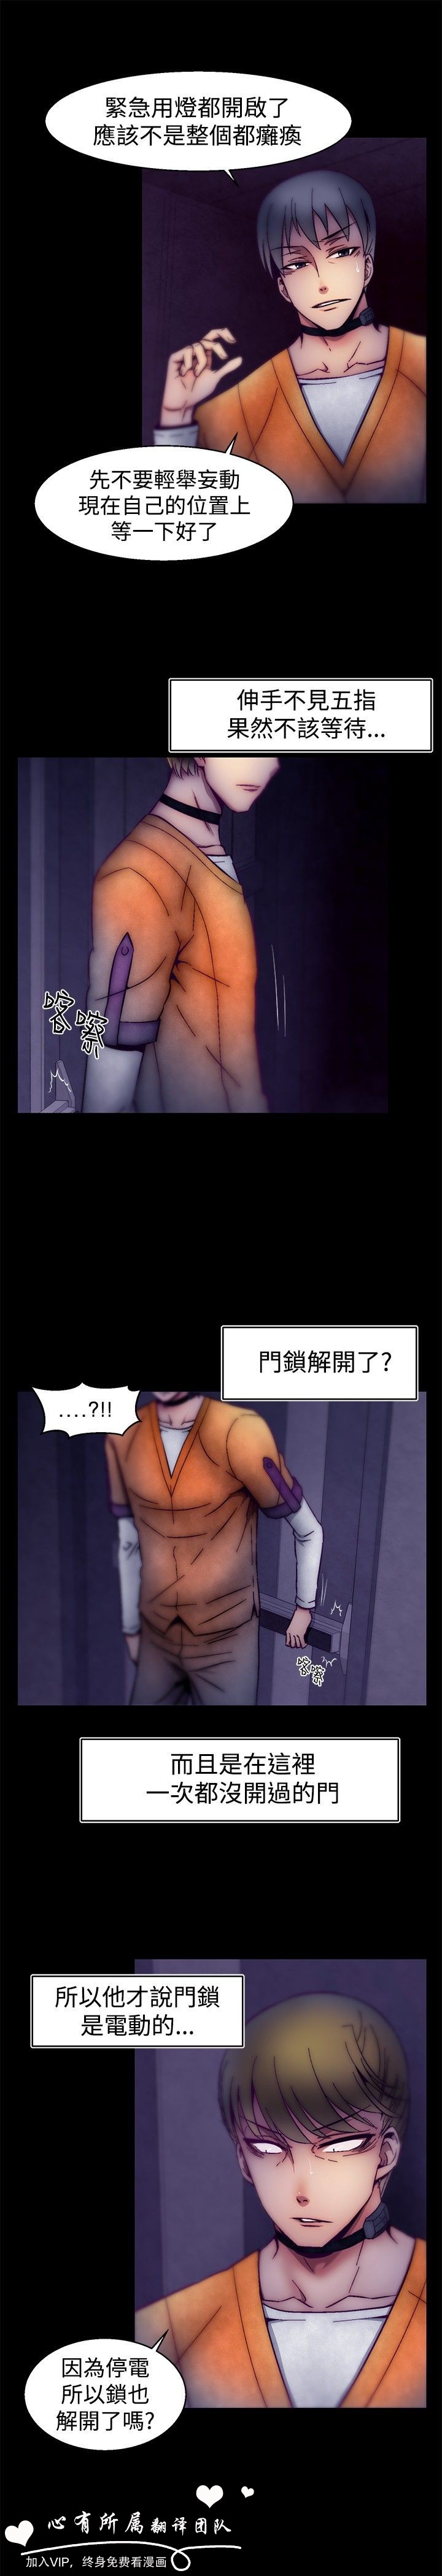 緊急用燈都開啟了
應該不是整個都癱瘓
先不要輕舉妄動
現在自己的位置上
等一下好了
伸手不見五指
果然不該等待...
喀嚓
門鎖解開了?
....?!!
喀嚓
而且是在這裡
一次都沒開過的門
所以他才說門鎖
是電動的...
因為停電
所以鎖也
解開了嗎?
心有所属翻译团队
加入VIP，终身免费看漫画